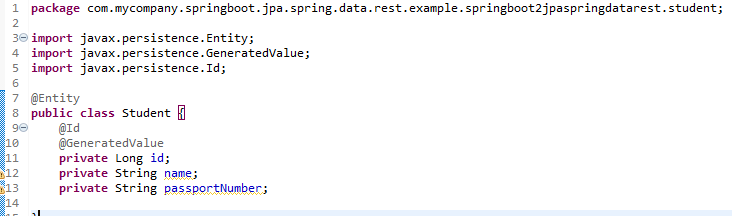 1 package com.mycompany.springboot.jpa.spring.data.rest.example.springboot2jpaspringdatarest.student;
2
3 import javax.persistence.Entity;
4 import javax.persistence.GeneratedValue;
5 import javax.persistence.Id;
6
7 @Entity
8 public class Student {
9 @Id
10 @GeneratedValue
11 private Long id;
12 private String name;
13 private String passportNumber;
14